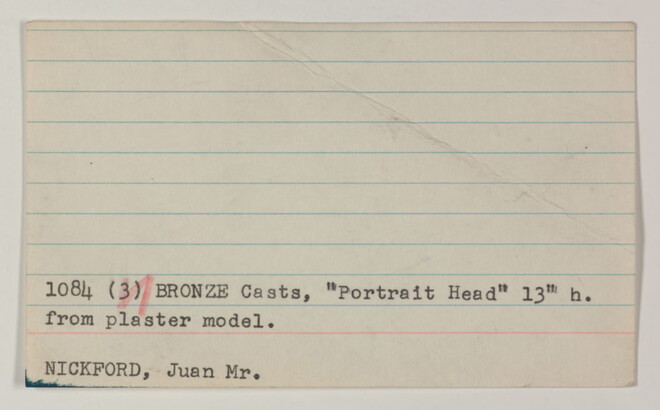 1084 (3) BRONZE Casts, "Portrait Head" 13" h.
from plaster model.
NICKFORD, Juan Mr.